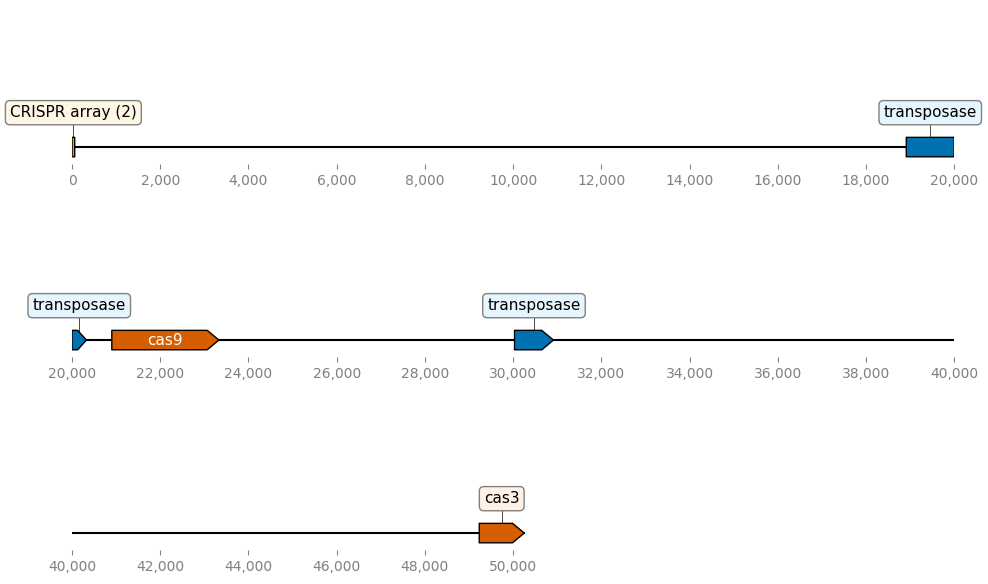 CRISPR array (2) transposase
0 2,000 4,000 6,000 8,000 10,000 12,000 14,000 16,000 18,000 20,000
transposase transposase
cas9
20,000 22,000 24,000 26,000 28,000 30,000 32,000 34,000 36,000 38,000 40,000
cas3
40,000 42,000 44,000 46,000 48,000 50,000